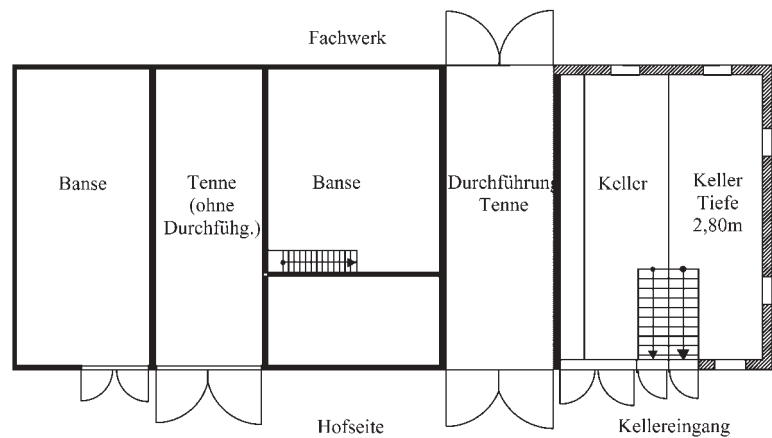 Fachwerk
Banse
Tenne
(ohne
Durchfühg.)
Banse
Durchführung
Tenne
Keller
Keller
Tiefe
2,80m
Hofseite
Kellereingang